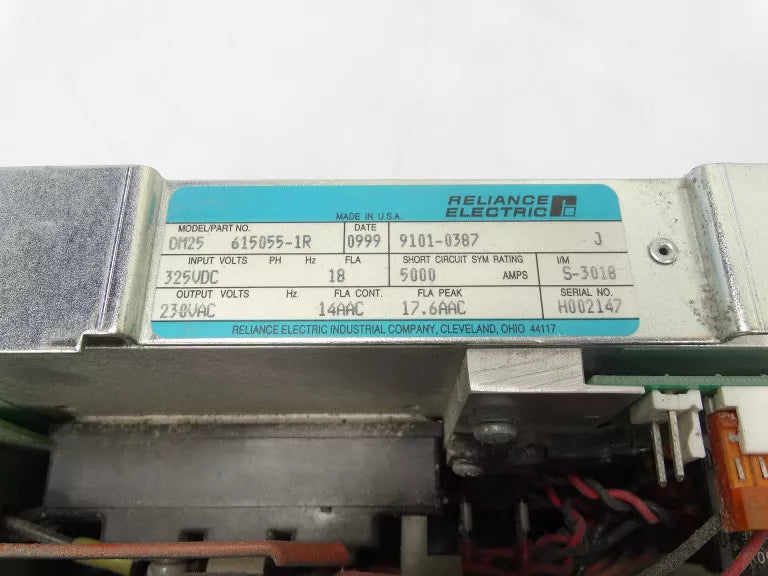 RELIANCE
MADE IN U.S.A. ELECTRIC
MODEL/PART NO. DATE
DM25 615055-1R 0999 9101-0387 J
INPUT VOLTS PH Hz FLA SHORT CIRCUIT SYM RATING I/M
325VDC 18 5000 AMPS S-3018
OUTPUT VOLTS Hz FLA CONT. FLA PEAK SERIAL NO.
230VAC 14AAC 17.6AAC H002147
RELIANCE ELECTRIC INDUSTRIAL COMPANY, CLEVELAND, OHIO 44117